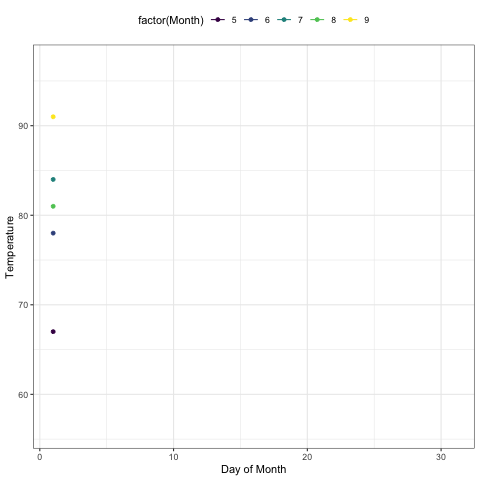 factor(Month) 5 6 7 8 9
90
80
70
60
Temperature
0 10 20 30
Day of Month